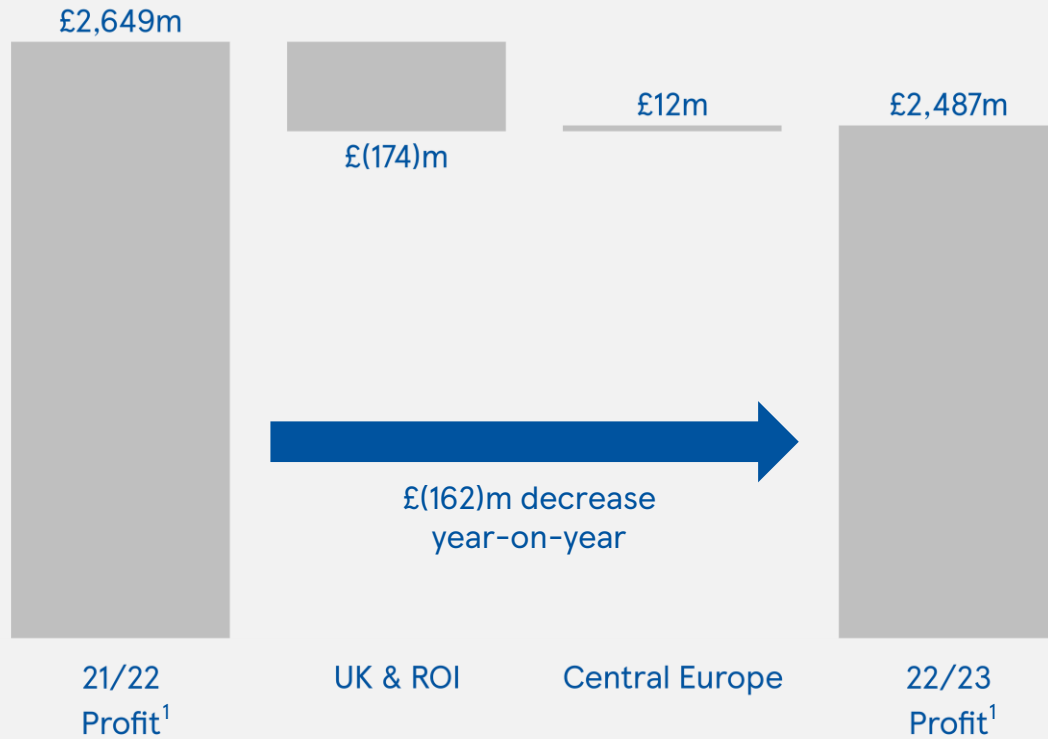 £2,649m
£(174)m
£12m
£2,487m
£(162)m decrease
year-on-year
21/22
Profit¹
UK & ROI
Central Europe
22/23
Profit¹